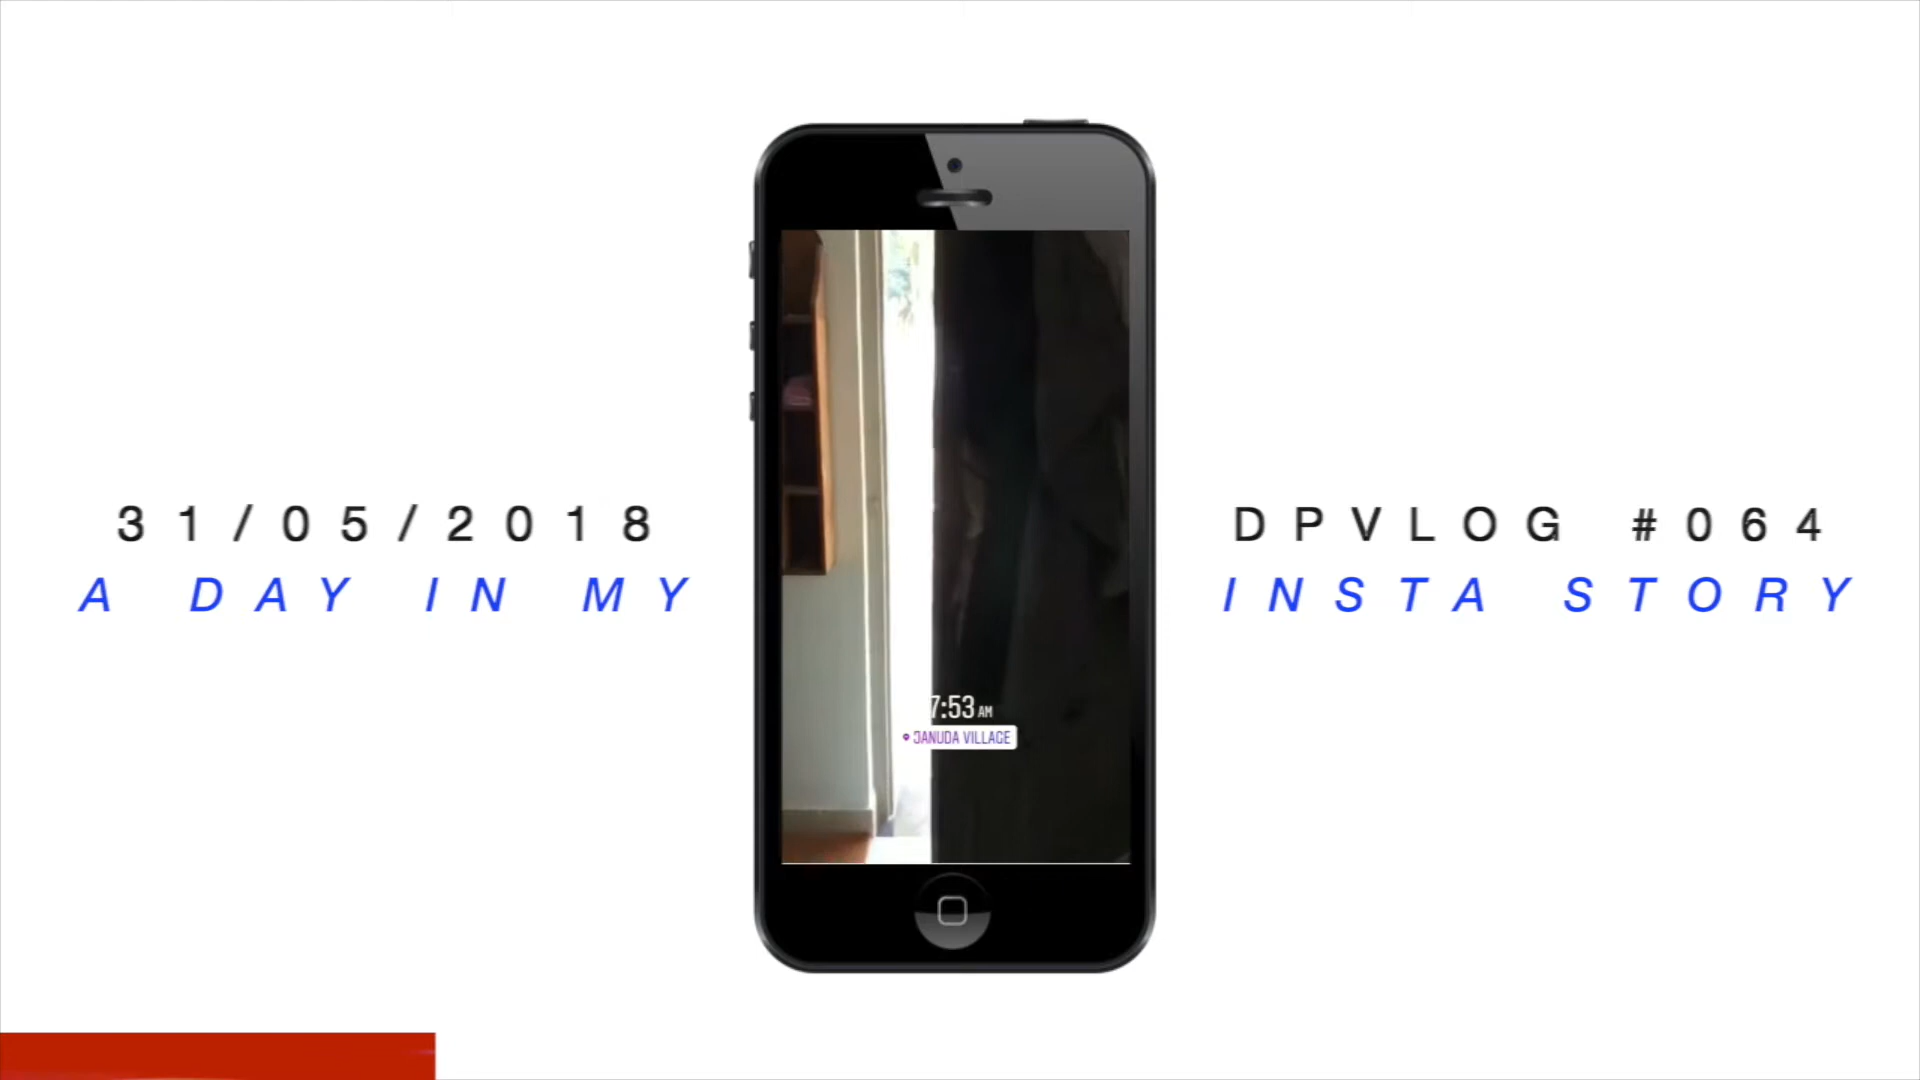 31/05/2018
A DAY IN MY
7:53 AM
JANUDA VILLAGE
DPVLOG #064
INSTA STORY